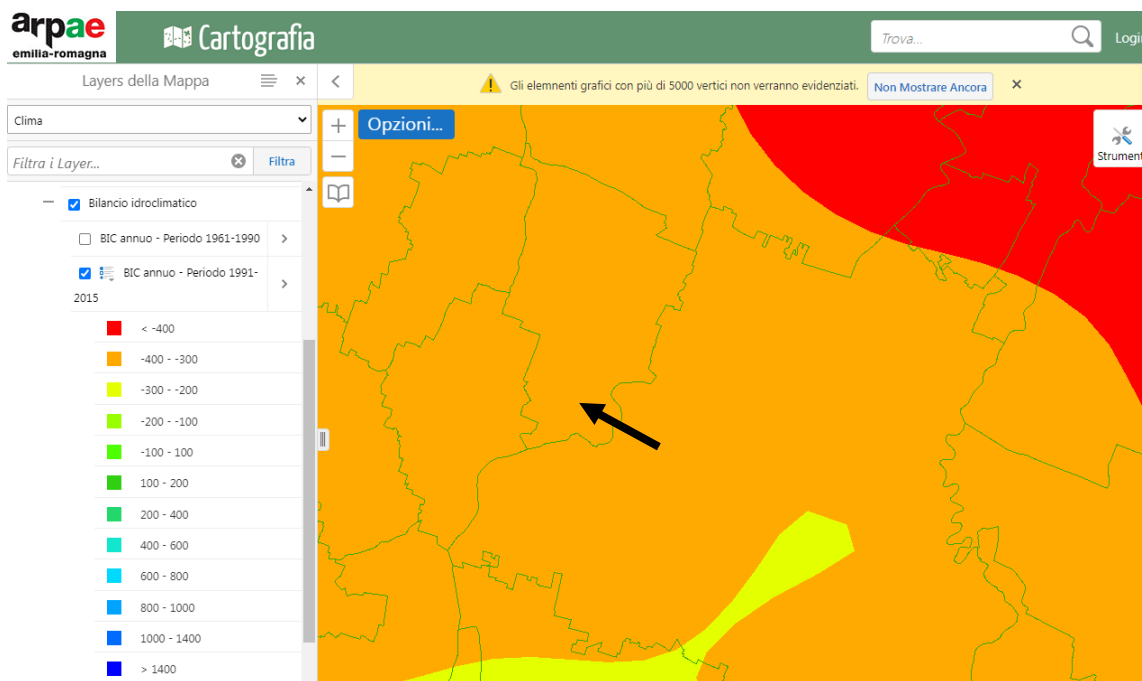 arpae
emilia-romagna
Cartografia
Trova...
Layers della Mappa
Gli elemnenti grafici con più di 5000 vertici non verranno evidenziati.
Non Mostrare Ancora
Clima
Opzioni...
Filtra i Layer...
Filtra
Strument
Bilancio idroclimatico
BIC annuo - Periodo 1961-1990
BIC annuo - Periodo 1991-
2015
< -400
-400 - -300
-300 - -200
-200 - -100
-100 - 100
100 - 200
200 - 400
400 - 600
600 - 800
800 - 1000
1000 - 1400
> 1400